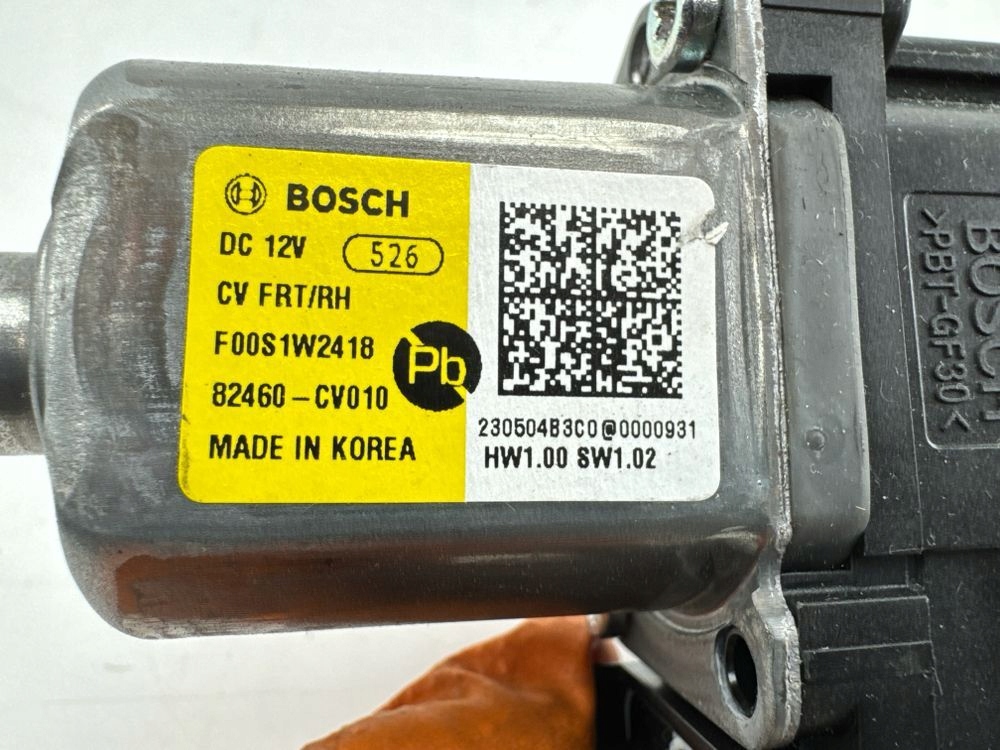 BOSCH
DC 12V 526
CV FRT/RH
F00S1W2418
82460-CV010
Pb
MADE IN KOREA
230504B3C0@0000931
HW1.00 SW1.02
BOSCH
>PBT-GF30<